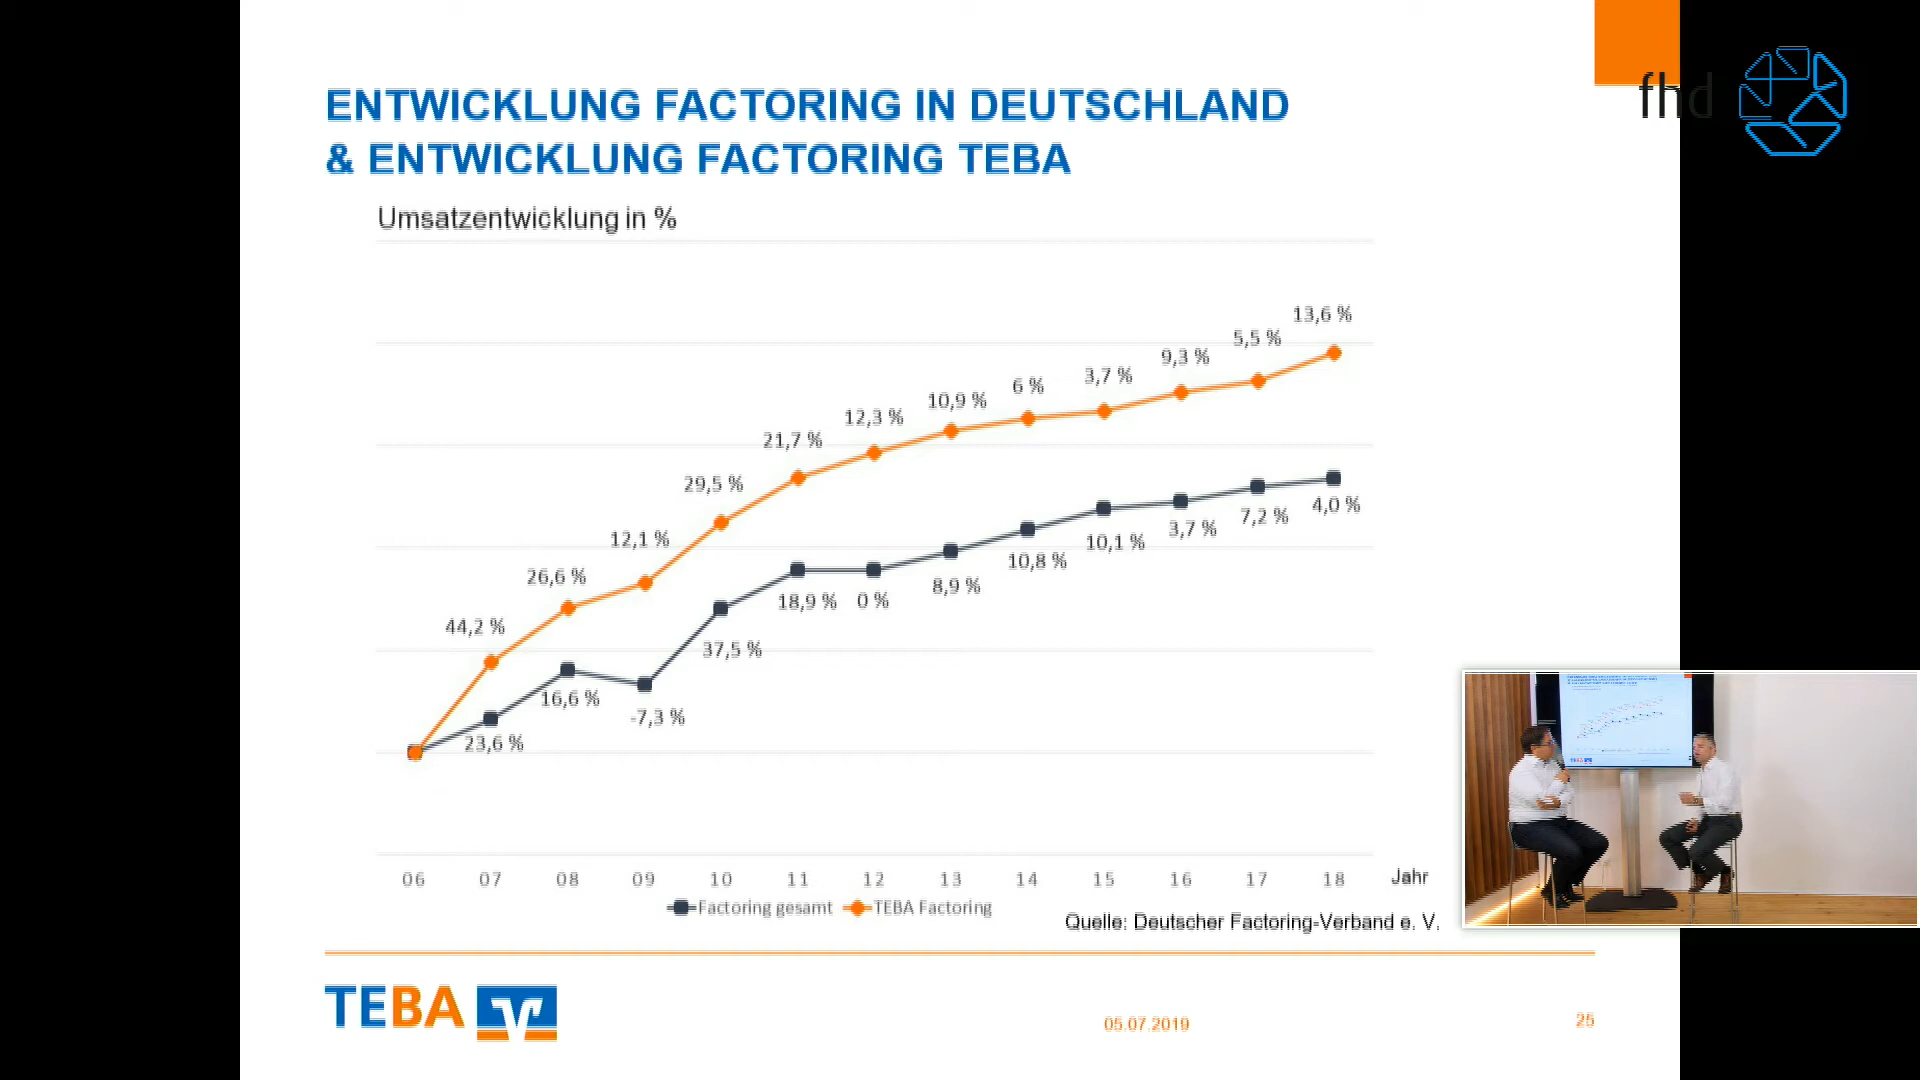 ENTWICKLUNG FACTORING IN DEUTSCHLAND
& ENTWICKLUNG FACTORING TEBA
fhd
Umsatzentwicklung in %
13,6 %
5,5 %
9,3 %
3,7 %
6 %
10,9 %
12,3 %
21,7 %
29,5 %
12,1 %
26,6 %
44,2 %
4,0 %
7,2 %
3,7 %
10,1 %
10,8 %
8,9 %
18,9 % 0 %
37,5 %
16,6 %
-7,3 %
23,6 %
06 07 08 09 10 11 12 13 14 15 16 17 18 Jahr
Factoring gesamt TEBA Factoring
Quelle: Deutscher Factoring-Verband e. V.
TEBA
05.07.2019
25